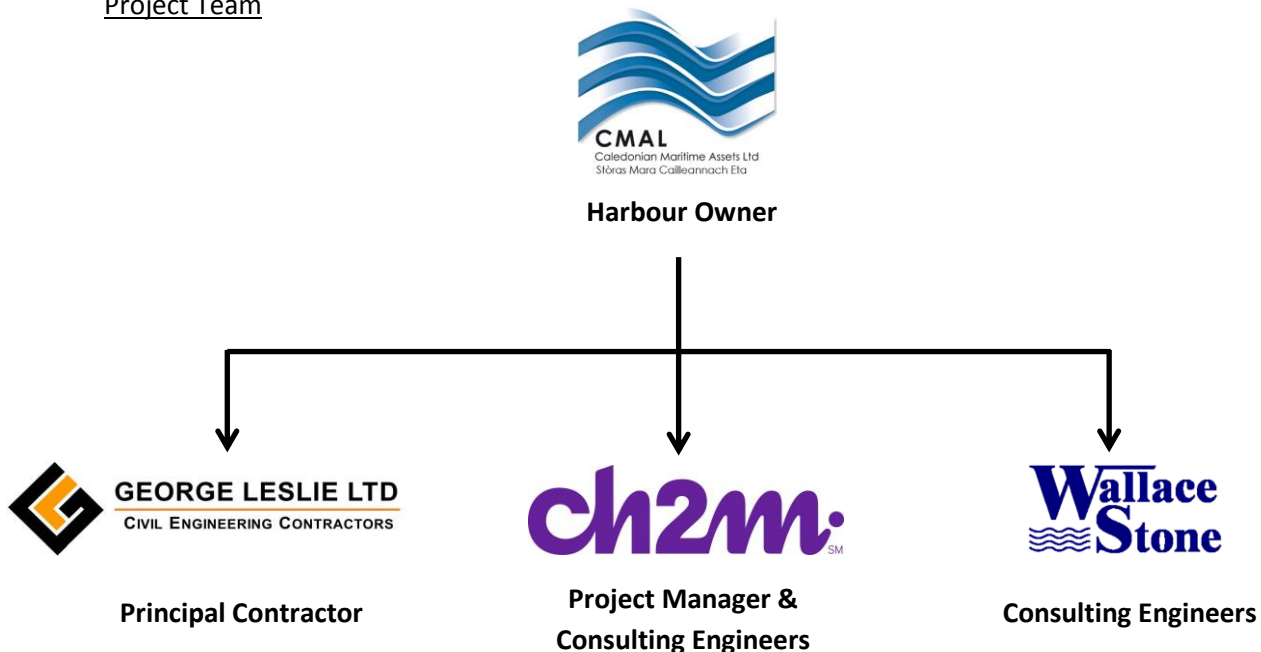 Project Team
CMAL
Caledonian Maritime Assets Ltd
Stòras Mara Cailleannach Eta
Harbour Owner
GEORGE LESLIE LTD
CIVIL ENGINEERING CONTRACTORS
ch2m:
SM
Wallace
Stone
Principal Contractor
Project Manager &
Consulting Engineers
Consulting Engineers